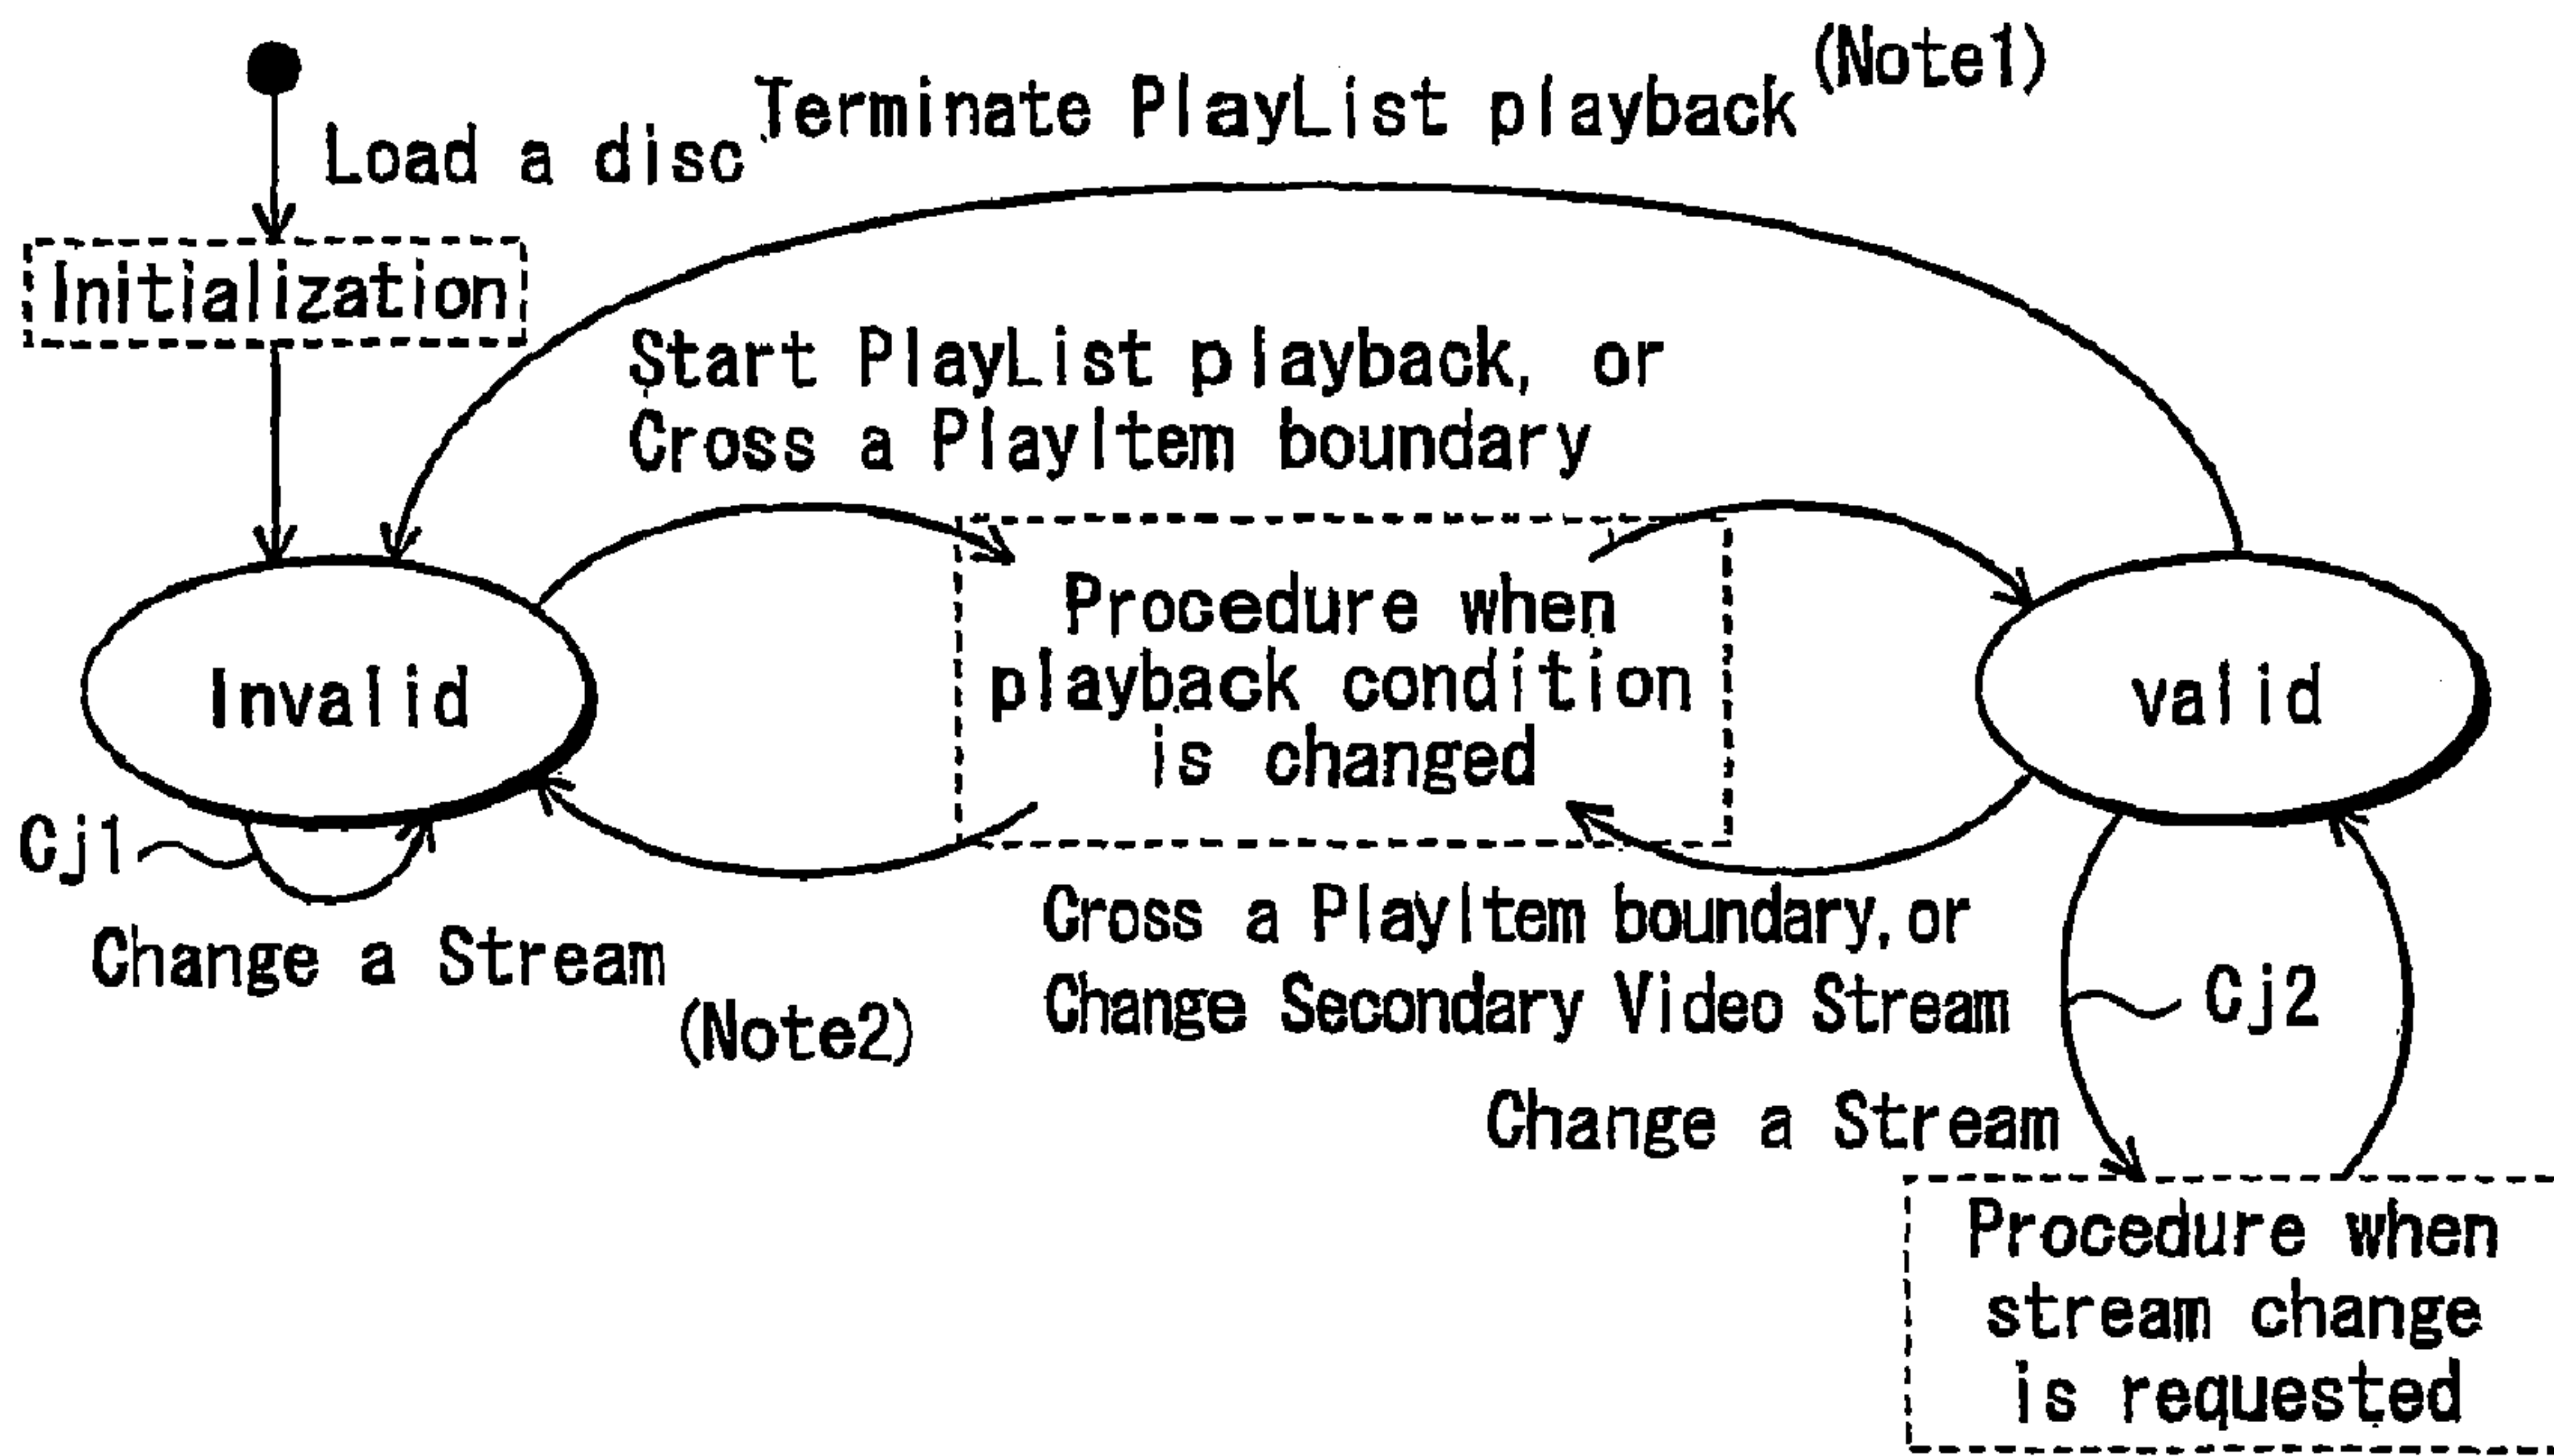 (Note1)
Terminate PlayList playback
Load a disc
Initialization
Start PlayList playback, or
Cross a PlayItem boundary
Procedure when
playback condition
is changed
Invalid
valid
Cj1
Change a Stream
(Note2)
Cross a PlayItem boundary, or
Change Secondary Video Stream
Cj2
Change a Stream
Procedure when
stream change
is requested